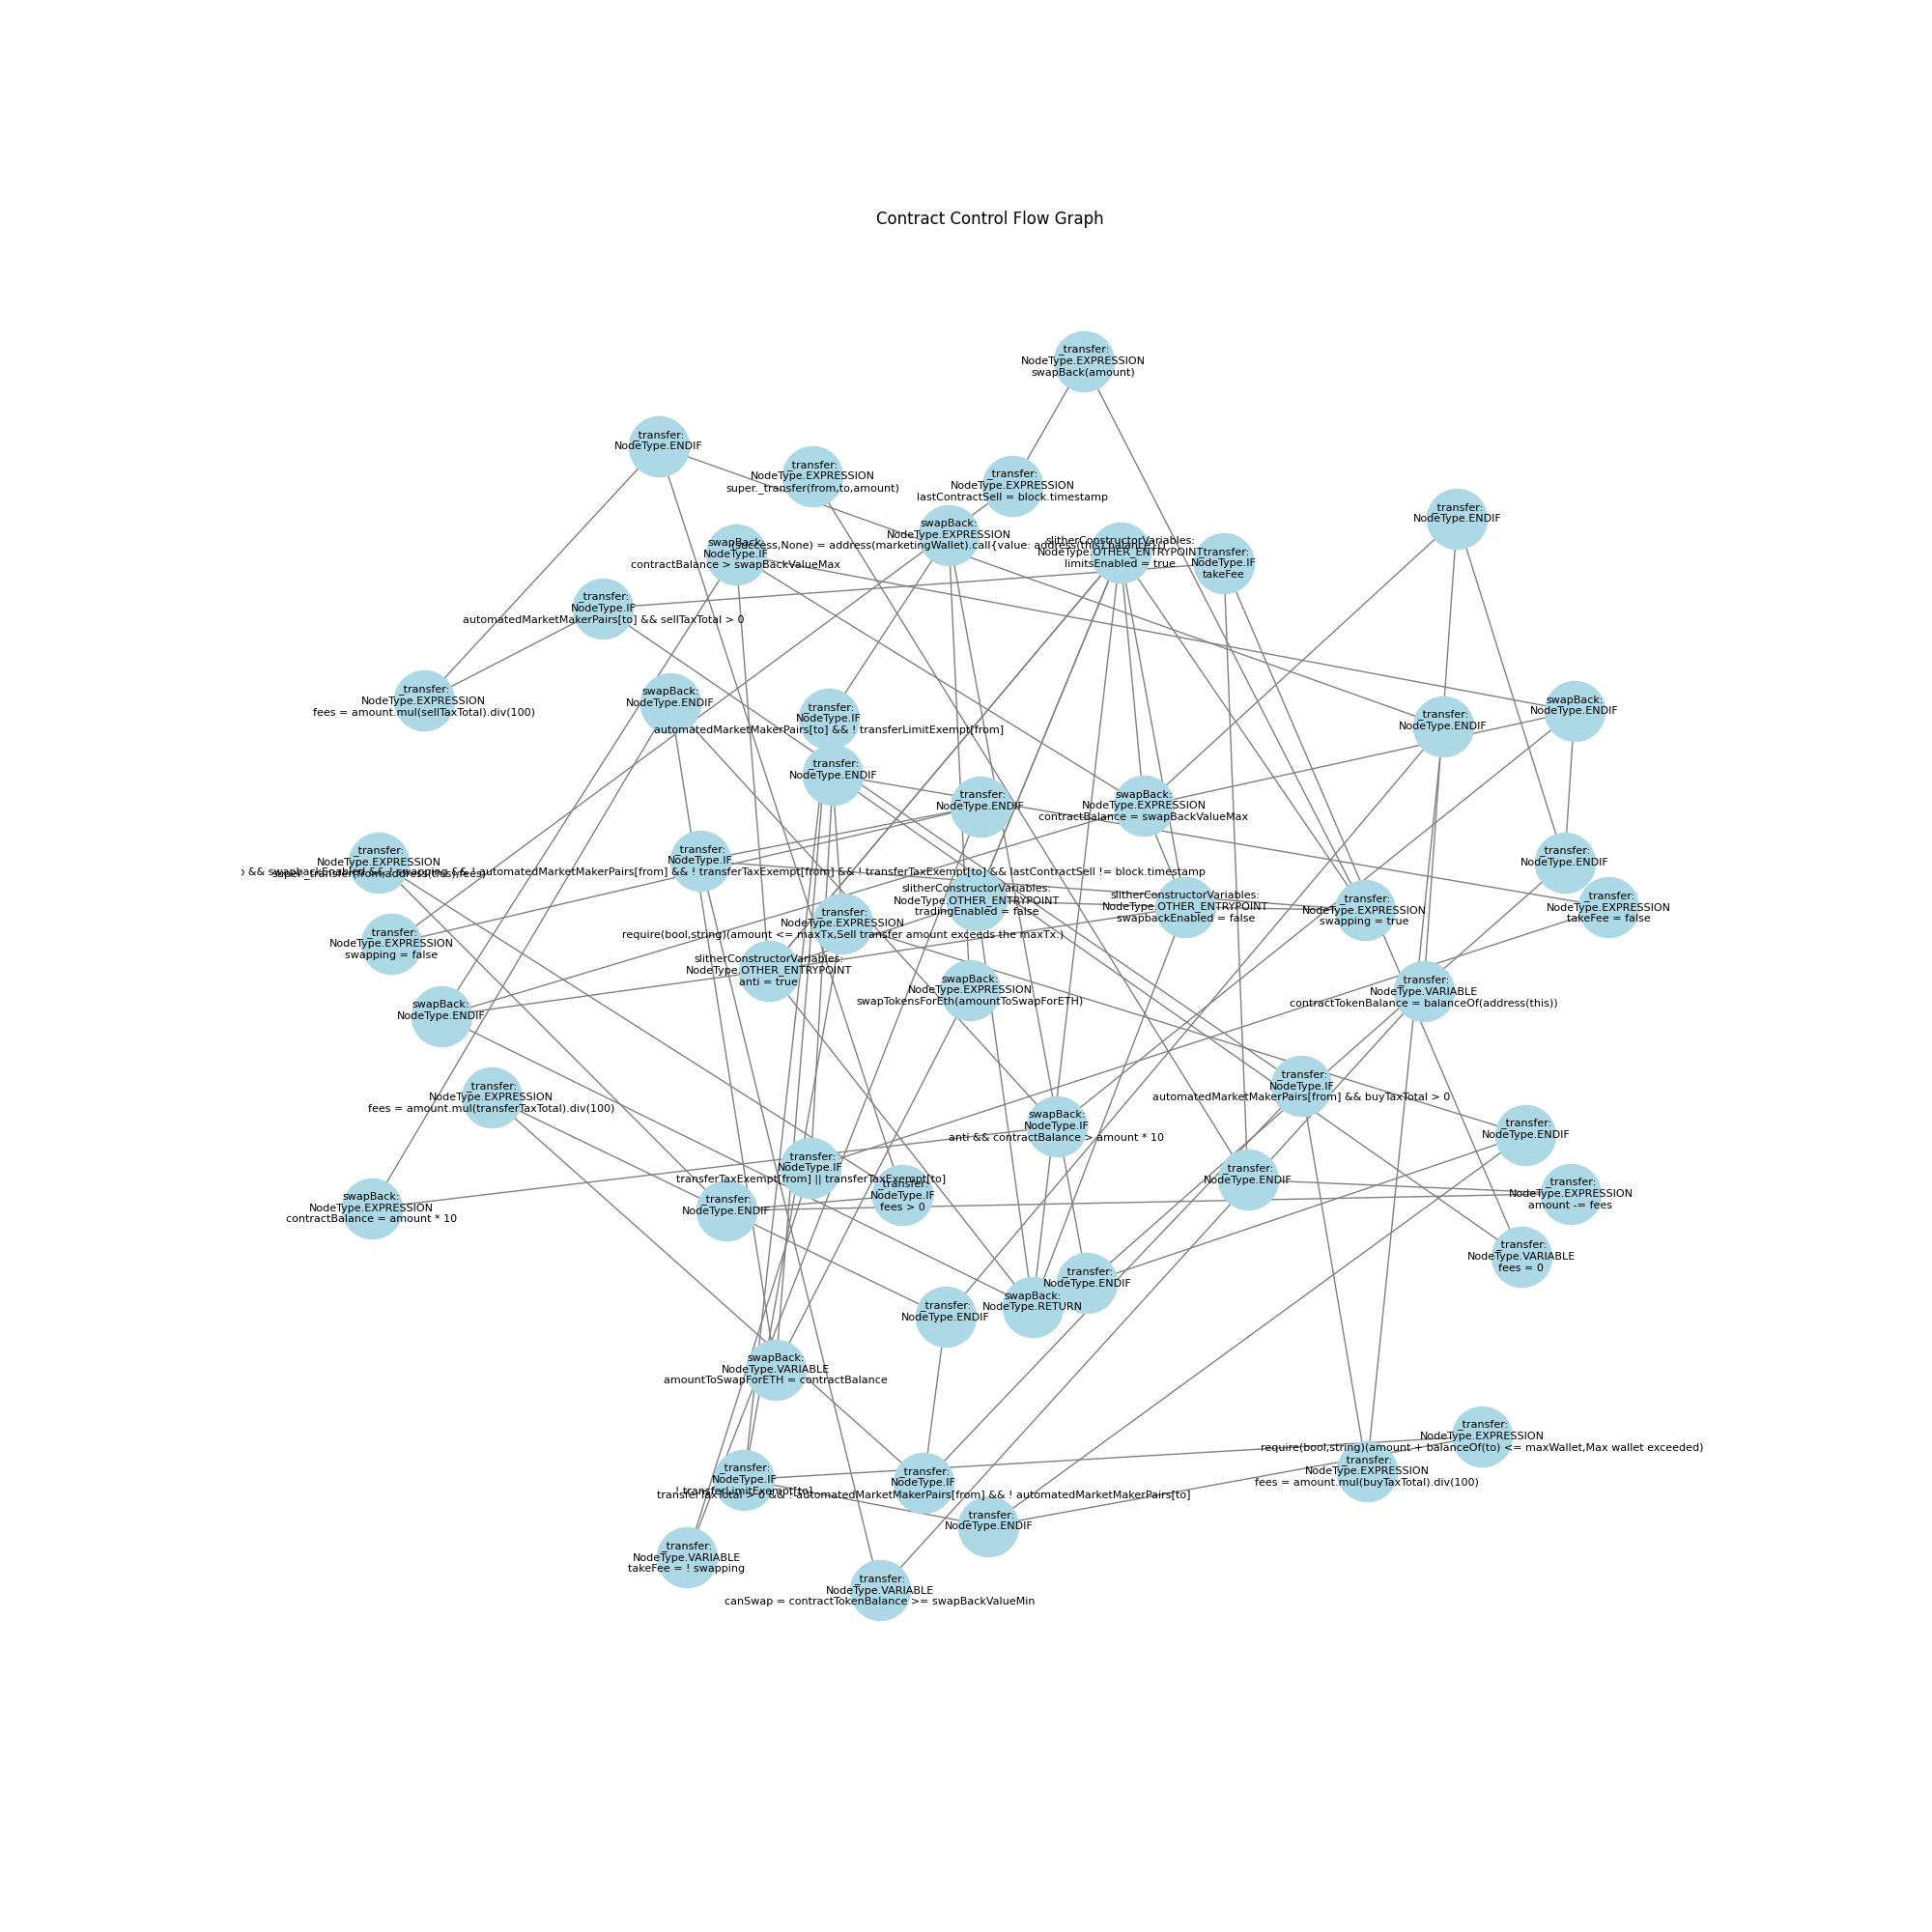 Contract Control Flow Graph
_transfer:
NodeType.EXPRESSION
swapBack(amount)
_transfer:
NodeType.ENDIF
_transfer:
NodeType.EXPRESSION
super._transfer(from,to,amount)
_transfer:
NodeType.EXPRESSION
lastContractSell = block.timestamp
_transfer:
NodeType.ENDIF
swapBack:
NodeType.EXPRESSION
(success,None) = address(marketingWallet).call{value: address(this).balance}()
swapBack:
NodeType.IF
contractBalance > swapBackValueMax
slitherConstructorVariables:
NodeType.OTHER_ENTRYPOINT
limitsEnabled = true
_transfer:
NodeType.IF
takeFee
_transfer:
NodeType.IF
automatedMarketMakerPairs[to] && sellTaxTotal > 0
_transfer:
NodeType.EXPRESSION
fees = amount.mul(sellTaxTotal).div(100)
swapBack:
NodeType.ENDIF
_transfer:
NodeType.IF
automatedMarketMakerPairs[to] && ! transferLimitExempt[from]
_transfer:
NodeType.ENDIF
swapBack:
NodeType.ENDIF
_transfer:
NodeType.ENDIF
_transfer:
NodeType.ENDIF
swapBack:
NodeType.EXPRESSION
contractBalance = swapBackValueMax
_transfer:
NodeType.EXPRESSION
super._transfer(from,address(this),fees)
_transfer:
NodeType.IF
&& swapbackEnabled && ! swapping && ! automatedMarketMakerPairs[from] && ! transferTaxExempt[from] && ! transferTaxExempt[to] && lastContractSell != block.timestamp
_transfer:
NodeType.ENDIF
slitherConstructorVariables:
NodeType.OTHER_ENTRYPOINT
tradingEnabled = false
slitherConstructorVariables:
NodeType.OTHER_ENTRYPOINT
swapbackEnabled = false
_transfer:
NodeType.EXPRESSION
swapping = true
_transfer:
NodeType.EXPRESSION
takeFee = false
_transfer:
NodeType.EXPRESSION
require(bool,string)(amount <= maxTx,Sell transfer amount exceeds the maxTx.)
_transfer:
NodeType.EXPRESSION
swapping = false
slitherConstructorVariables:
NodeType.OTHER_ENTRYPOINT
anti = true
swapBack:
NodeType.EXPRESSION
swapTokensForEth(amountToSwapForETH)
_transfer:
NodeType.VARIABLE
contractTokenBalance = balanceOf(address(this))
swapBack:
NodeType.ENDIF
_transfer:
NodeType.EXPRESSION
fees = amount.mul(transferTaxTotal).div(100)
_transfer:
NodeType.IF
automatedMarketMakerPairs[from] && buyTaxTotal > 0
swapBack:
NodeType.IF
anti && contractBalance > amount * 10
_transfer:
NodeType.ENDIF
_transfer:
NodeType.IF
transferTaxExempt[from] || transferTaxExempt[to]
_transfer:
NodeType.ENDIF
_transfer:
NodeType.IF
fees > 0
_transfer:
NodeType.EXPRESSION
amount -= fees
swapBack:
NodeType.EXPRESSION
contractBalance = amount * 10
_transfer:
NodeType.ENDIF
_transfer:
NodeType.VARIABLE
fees = 0
_transfer:
NodeType.ENDIF
swapBack:
NodeType.RETURN
_transfer:
NodeType.ENDIF
swapBack:
NodeType.VARIABLE
amountToSwapForETH = contractBalance
_transfer:
NodeType.EXPRESSION
require(bool,string)(amount + balanceOf(to) <= maxWallet,Max wallet exceeded)
_transfer:
NodeType.EXPRESSION
fees = amount.mul(buyTaxTotal).div(100)
_transfer:
NodeType.IF
! transferLimitExempt[to]
_transfer:
NodeType.IF
transferTaxTotal > 0 && ! automatedMarketMakerPairs[from] && ! automatedMarketMakerPairs[to]
_transfer:
NodeType.ENDIF
_transfer:
NodeType.VARIABLE
takeFee = ! swapping
_transfer:
NodeType.VARIABLE
canSwap = contractTokenBalance >= swapBackValueMin